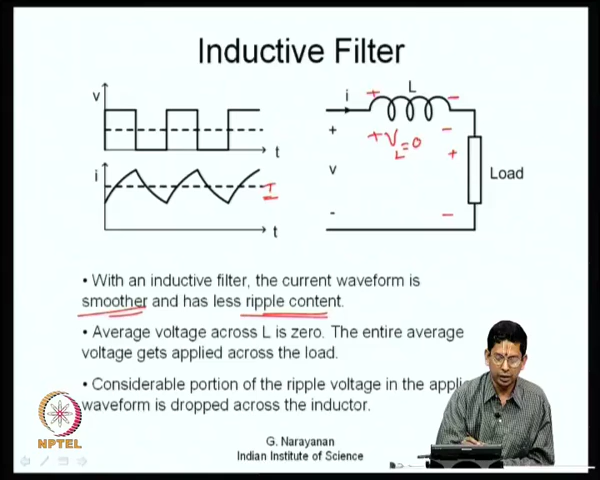 Inductive Filter
v
t
i
I
t
L
i
+
-
+
+V
L
=0
-
+
v
Load
-
-
• With an inductive filter, the current waveform is
smoother and has less ripple content.
• Average voltage across L is zero. The entire average
voltage gets applied across the load.
• Considerable portion of the ripple voltage in the appli
waveform is dropped across the inductor.
NPTEL
G. Narayanan
Indian Institute of Science